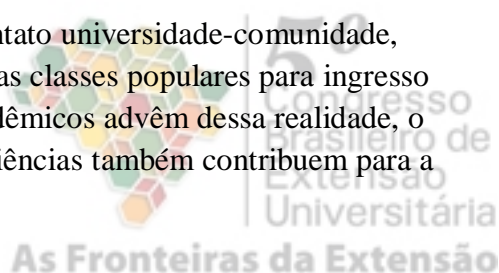 ntato universidade-comunidade,
as classes populares para ingresso
dêmicos advêm dessa realidade, o
iências também contribuem para a
5º
Congresso
Brasileiro de
Extensão
Universitária
As Fronteiras da Extensão